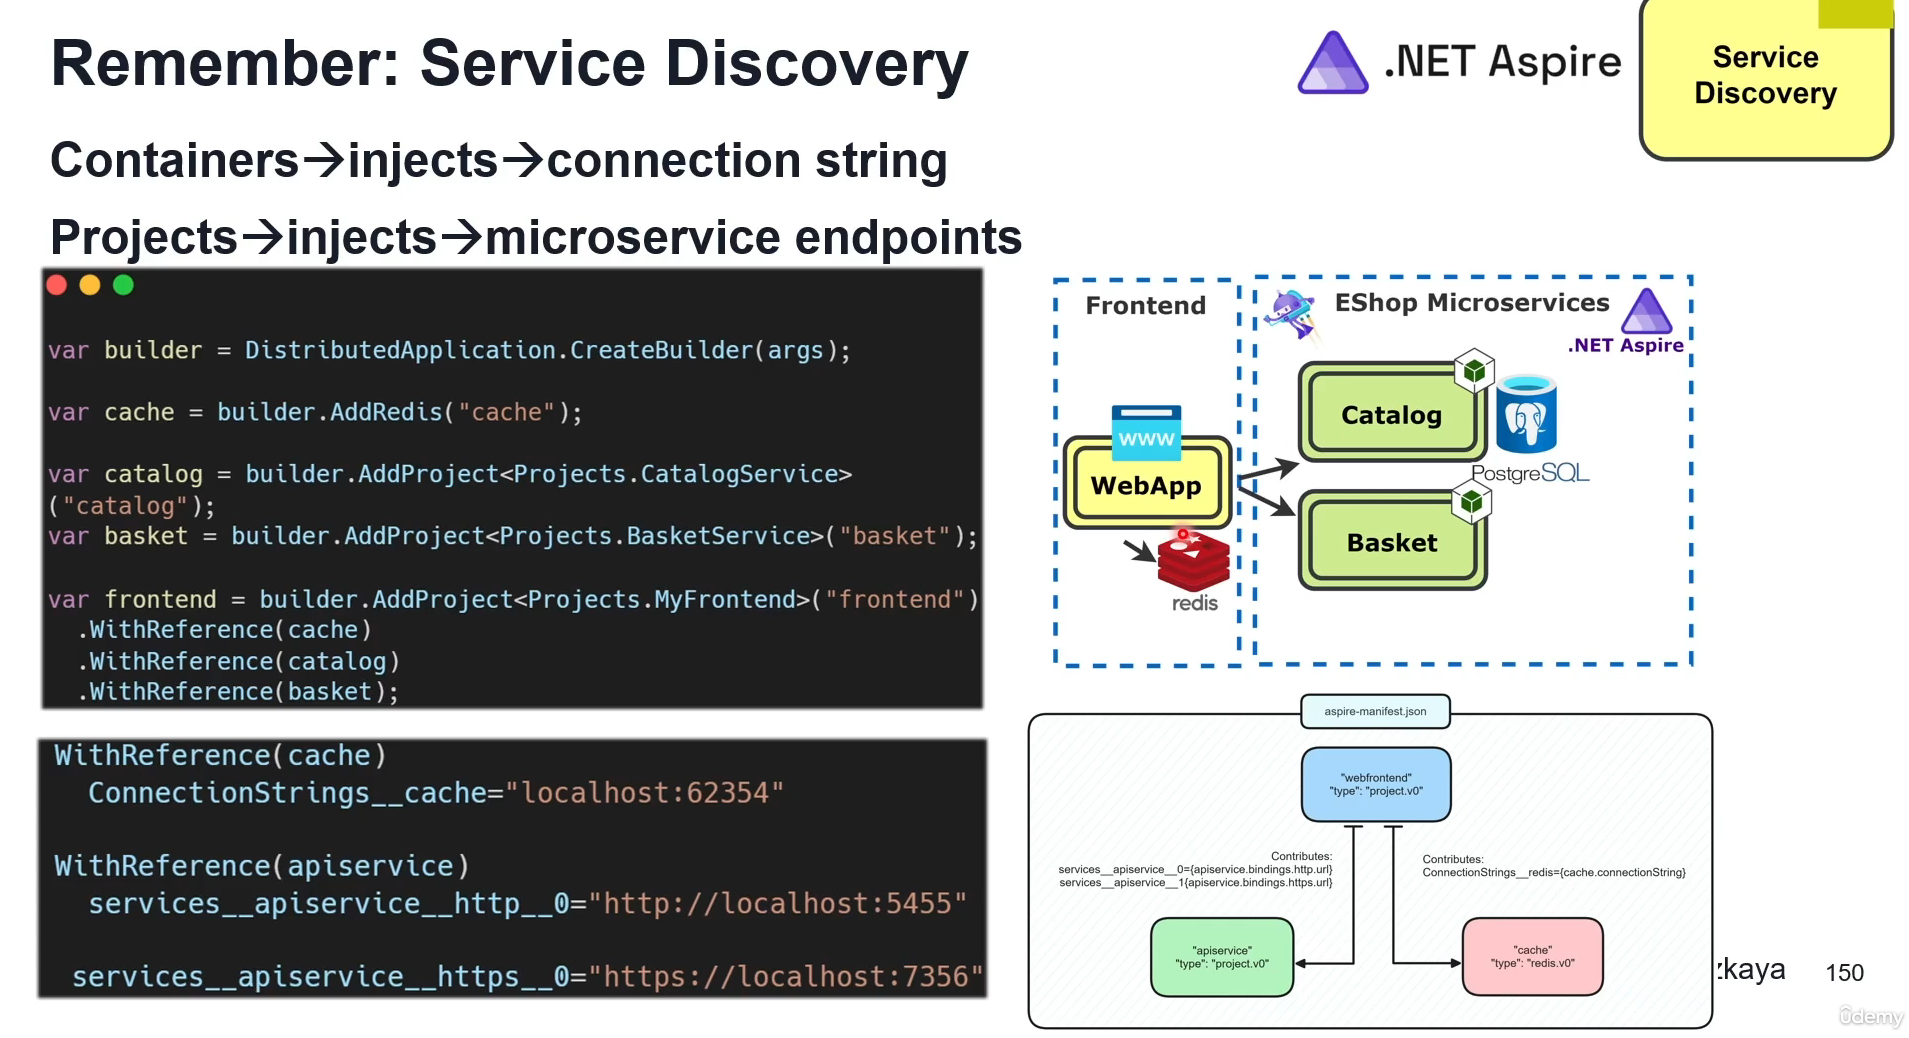 Remember: Service Discovery
.NET Aspire
Service
Discovery
Containers→injects→connection string
Projects→injects→microservice endpoints
var builder = DistributedApplication.CreateBuilder(args);
var cache = builder.AddRedis("cache");
var catalog = builder.AddProject<Projects.CatalogService>
("catalog");
var basket = builder.AddProject<Projects.BasketService>("basket");
var frontend = builder.AddProject<Projects.MyFrontend>("frontend")
.WithReference(cache)
.WithReference(catalog)
.WithReference(basket);
WithReference(cache)
ConnectionStrings__cache="localhost:62354"
WithReference(apiservice)
services__apiservice__http__0="http://localhost:5455"
services__apiservice__https__0="https://localhost:7356"
Frontend
WWW
WebApp
redis
EShop Microservices
.NET Aspire
Catalog
PostgreSQL
Basket
aspire-manifest.json
"webfrontend"
"type": "project.v0"
Contributes:
services__apiservice__0={apiservice.bindings.http.url}
services__apiservice__1{apiservice.bindings.https.url}
Contributes:
ConnectionStrings__redis={cache.connectionString}
"apiservice"
"type": "project.v0"
"cache"
"type": "redis.v0"
zkaya
150
ûdemy